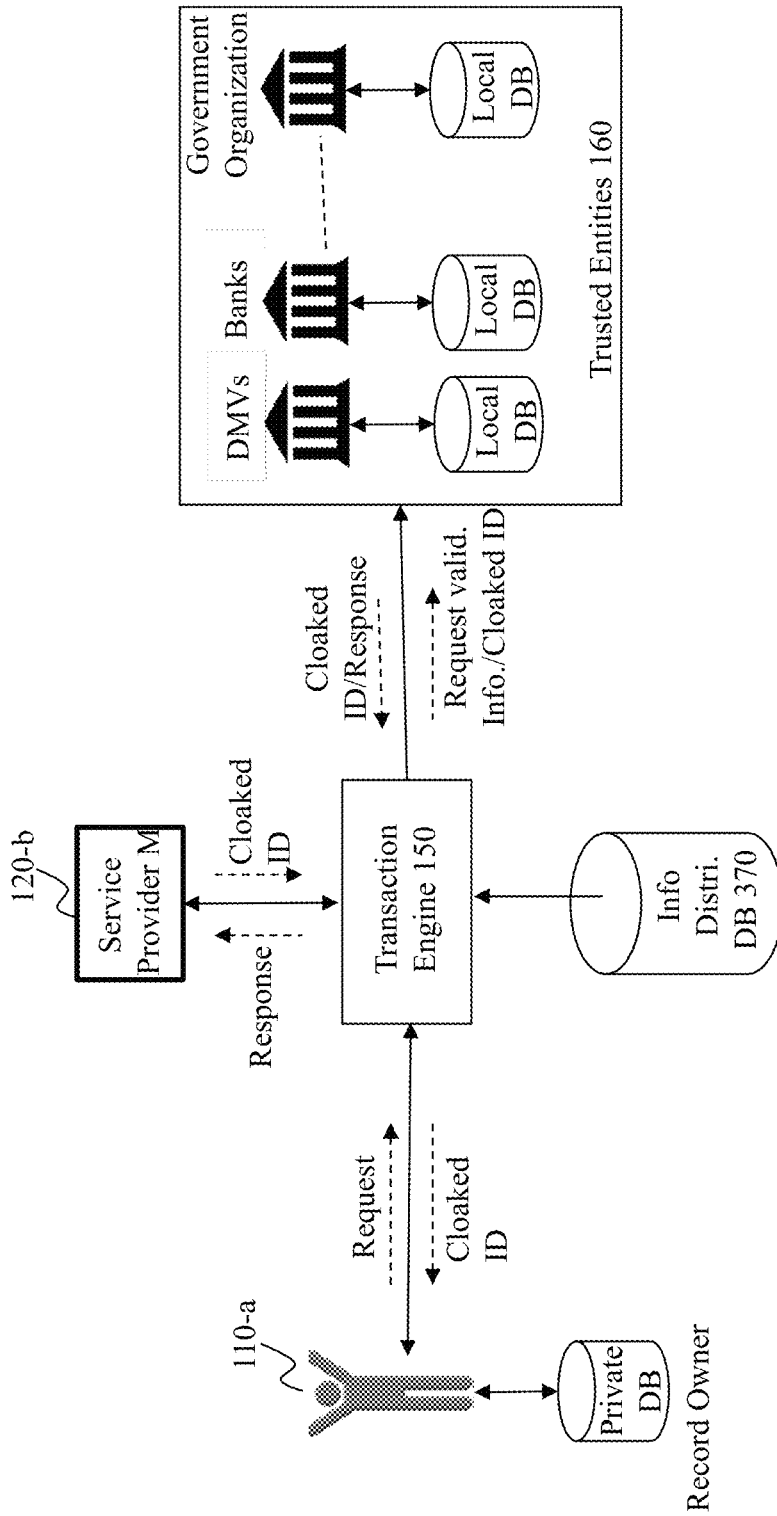 120-b
Service
Provider M
Response
Cloaked
ID
110-a
Request
Cloaked
ID
Private
DB
Record Owner
Transaction
Engine 150
Info
Distri.
DB 370
Cloaked
ID/Response
Request valid.
Info./Cloaked ID
DMVs
Banks
Government
Organization
Local
DB
Local
DB
Local
DB
Trusted Entities 160